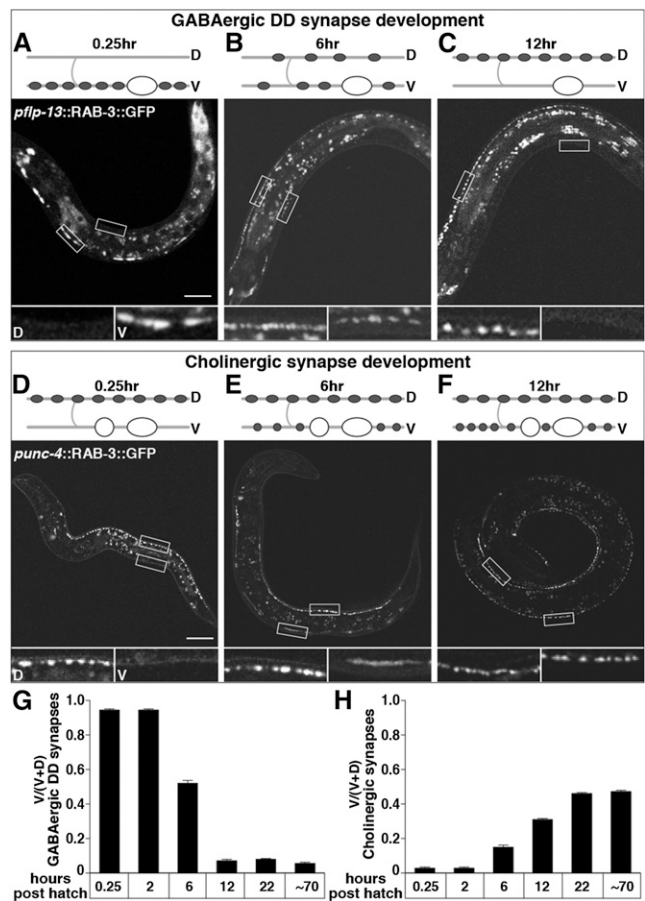 GABAergic DD synapse development
A 0.25hr D V
B 6hr D V
C 12hr D V
pflp-13::RAB-3::GFP
D V
Cholinergic synapse development
D 0.25hr D V
E 6hr D V
F 12hr D V
punc-4::RAB-3::GFP
D V
G
V/(V+D)
GABAergic DD synapses
1.0
0.8
0.6
0.4
0.2
0
hours
post hatch
0.25 2 6 12 22 ~70
H
V/(V+D)
Cholinergic synapses
1.0
0.8
0.6
0.4
0.2
0
hours
post hatch
0.25 2 6 12 22 ~70